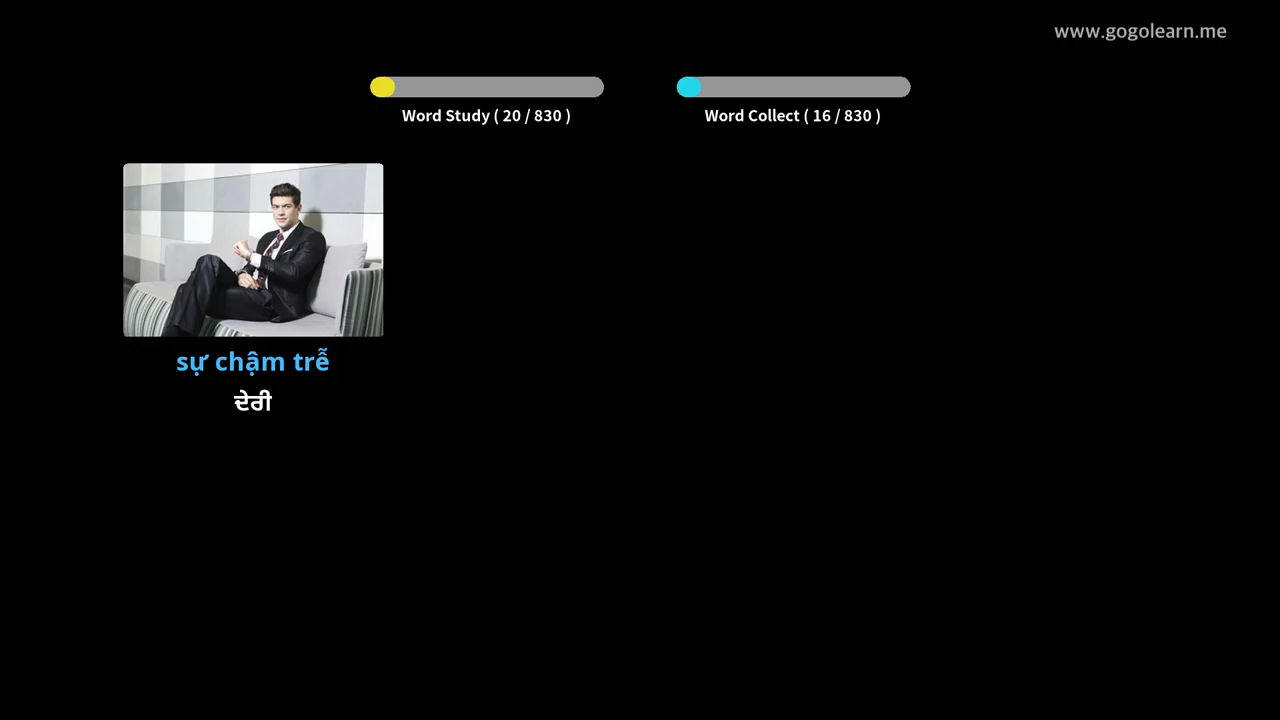 www.gogolearn.me
Word Study ( 20 / 830 )
Word Collect ( 16 / 830 )
sự chậm trễ
ਦੇਰੀ